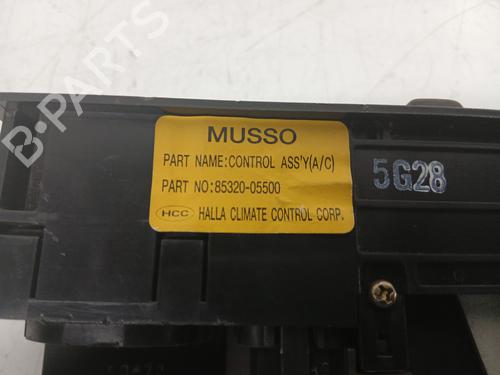 MUSSO
PART NAME:CONTROL ASS'Y(A/C)
PART NO:85320-05500
HCC HALLA CLIMATE CONTROL CORP.
5G28
B-PARTS